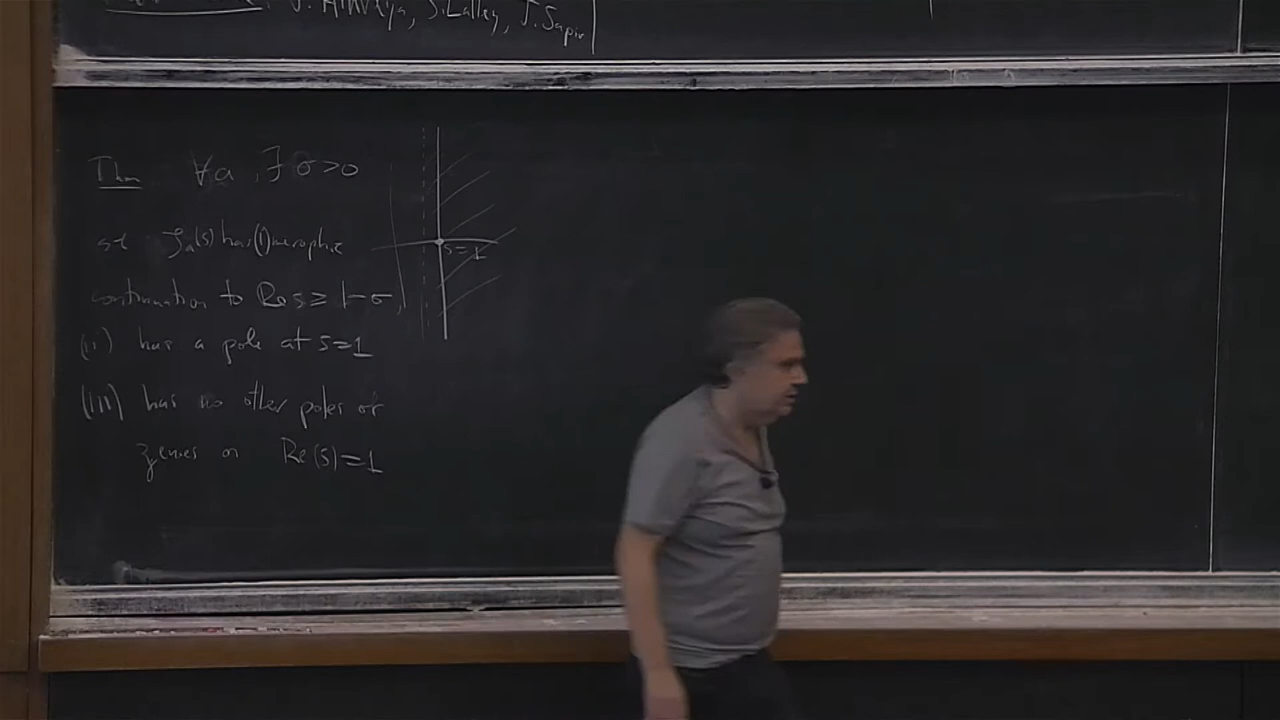 J. Athreya, S. Lalley, J. Sapir
Thm ∀a, ∃ σ>0
st ζₐ(s) has (i) merophic
continuation to Re s ≥ 1-σ,
(ii) has a pole at s=1
(iii) has no other poles or
zeroes on Re(s)=1
s=1